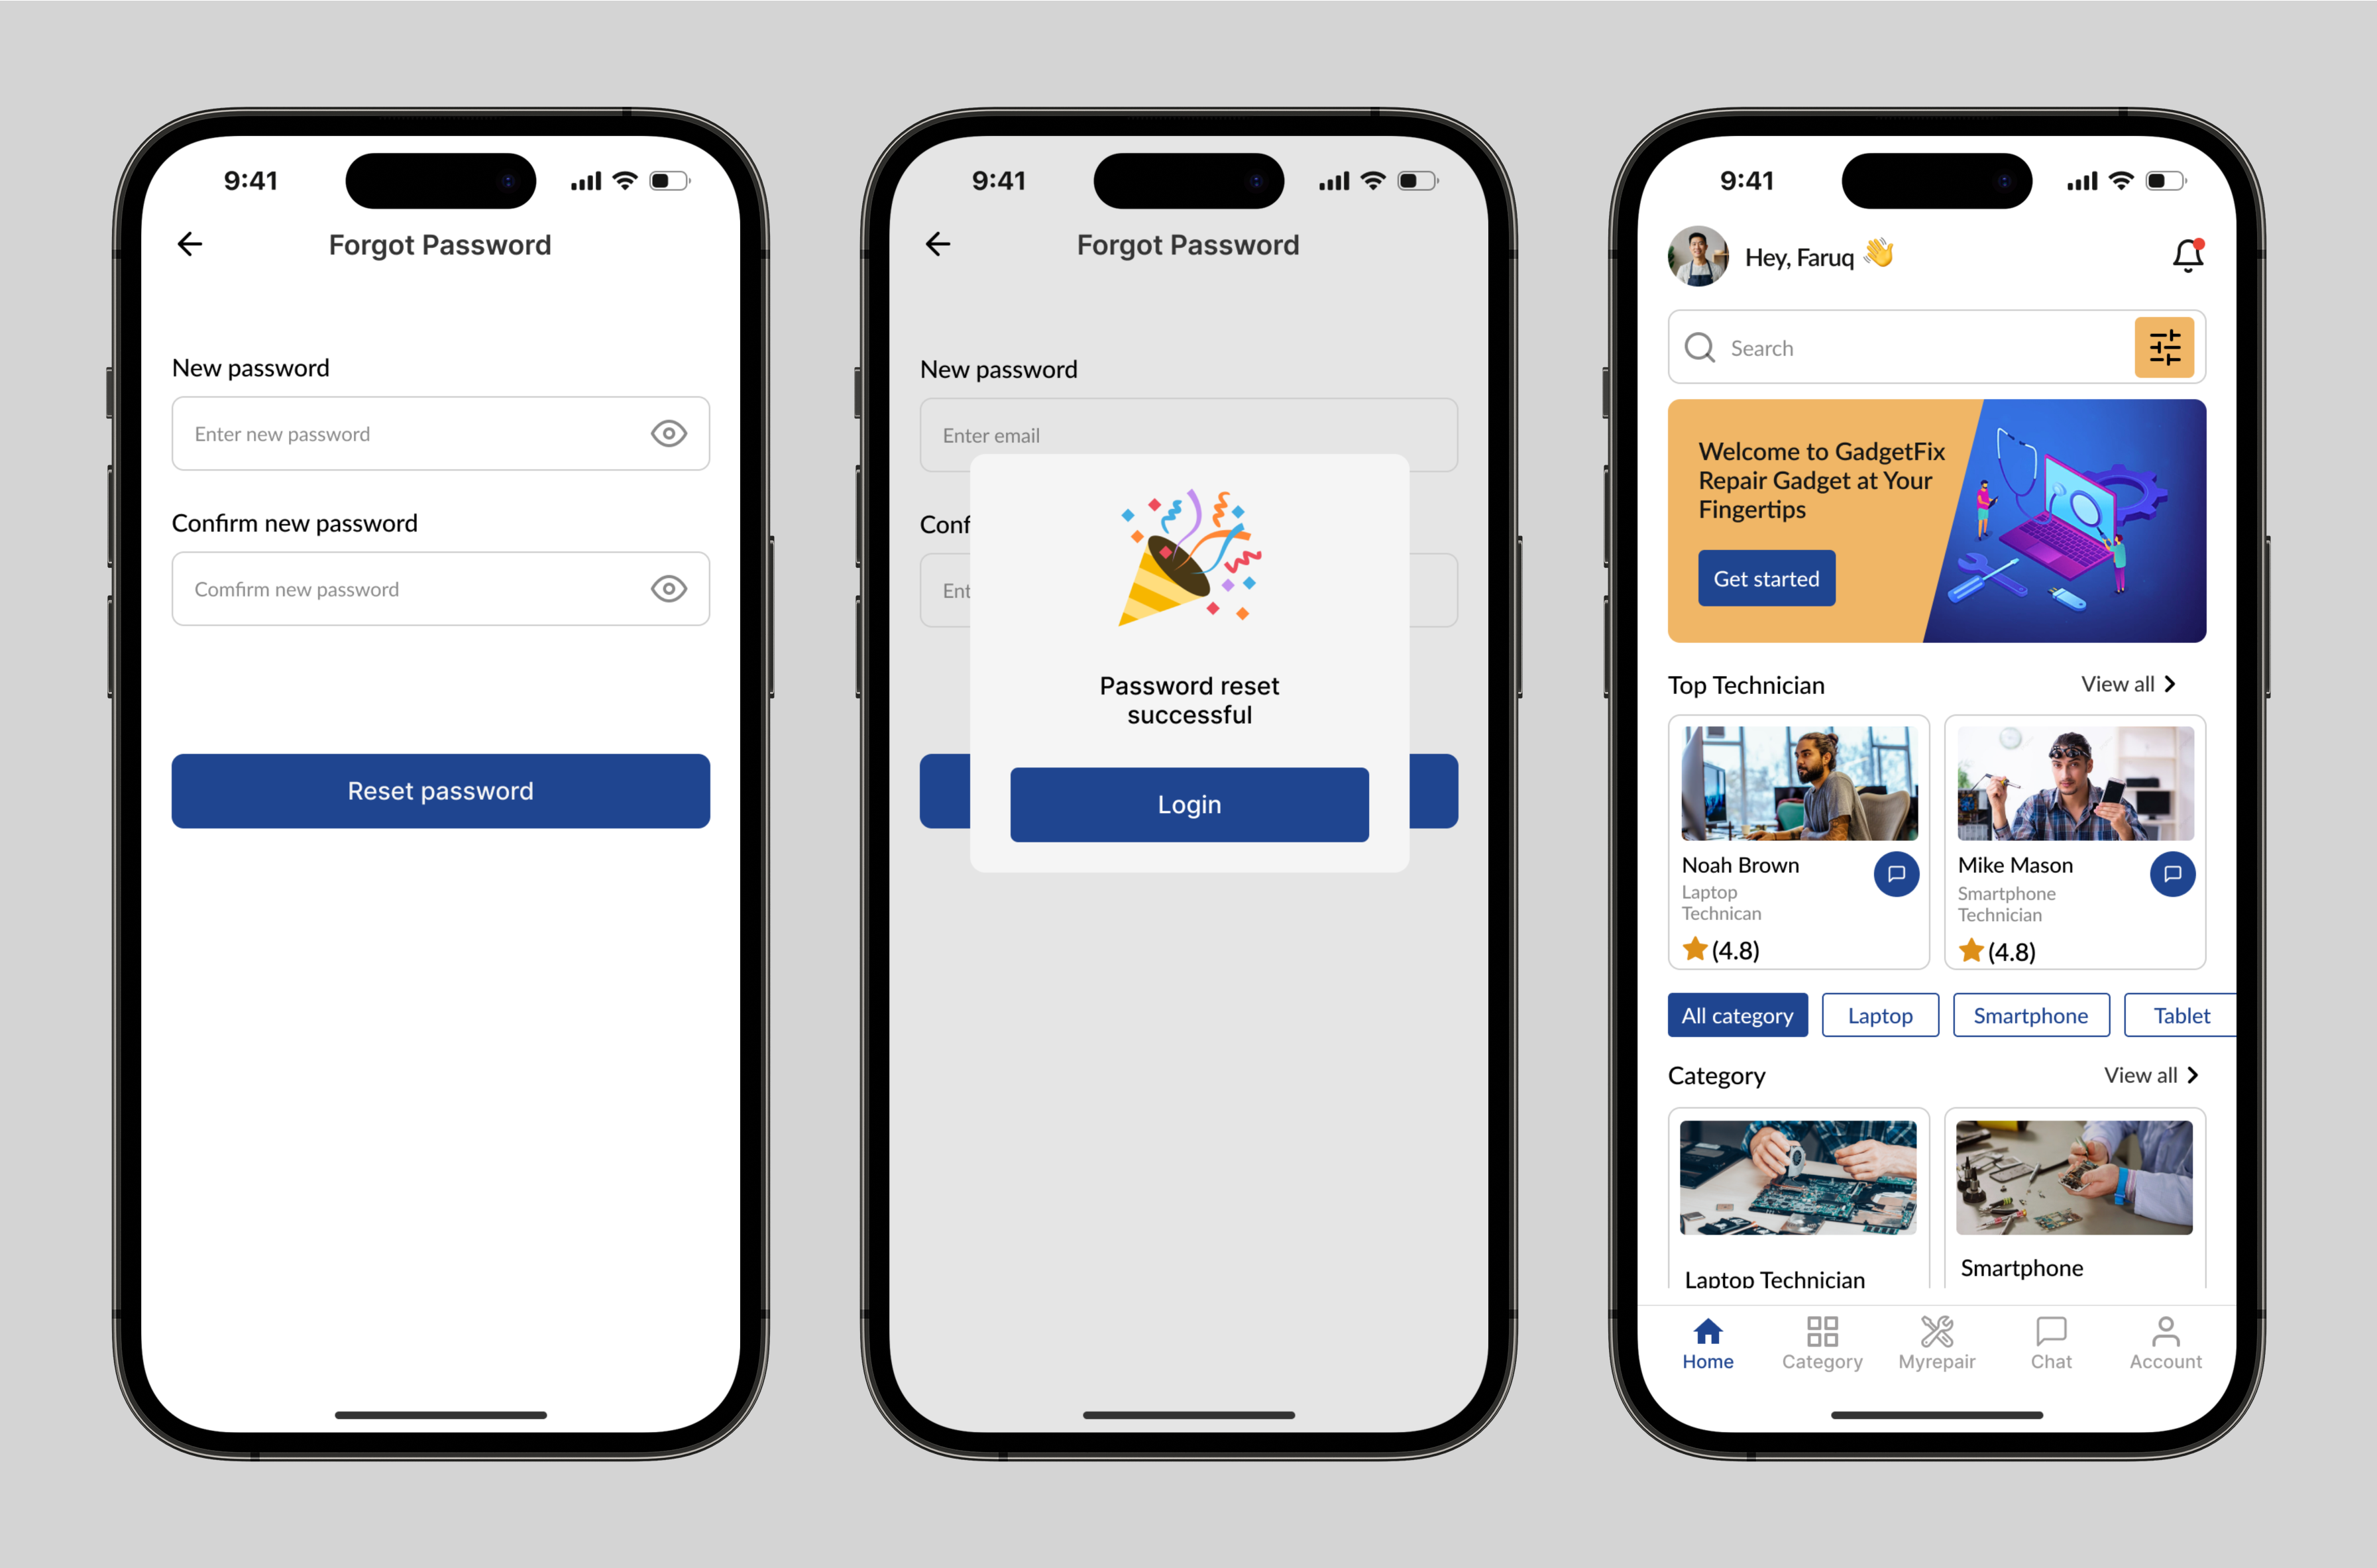 9:41
Forgot Password
New password
Enter new password
Confirm new password
Comfirm new password
Reset password
9:41
Forgot Password
New password
Enter email
Conf
Ent
Password reset
successful
Login
9:41
Hey, Faruq 👋
Search
Welcome to GadgetFix
Repair Gadget at Your
Fingertips
Get started
Top Technician
View all
Noah Brown
Laptop
Technican
(4.8)
Mike Mason
Smartphone
Technician
(4.8)
All category
Laptop
Smartphone
Tablet
Category
View all
Laptop Technician
Smartphone
Home
Category
Myrepair
Chat
Account